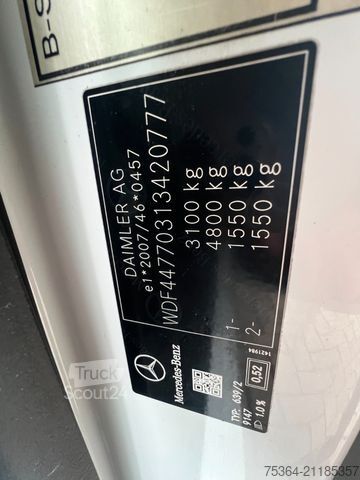 B-S
DAIMLER AG
e1*2007/46*0457
WDF44770313420777
3100 kg
4800 kg
1- 1550 kg
2- 1550 kg
Mercedes-Benz
TYP: 639/2
9147 0,52
1.0% 1421984
Truck
Scout24
75364-21185357